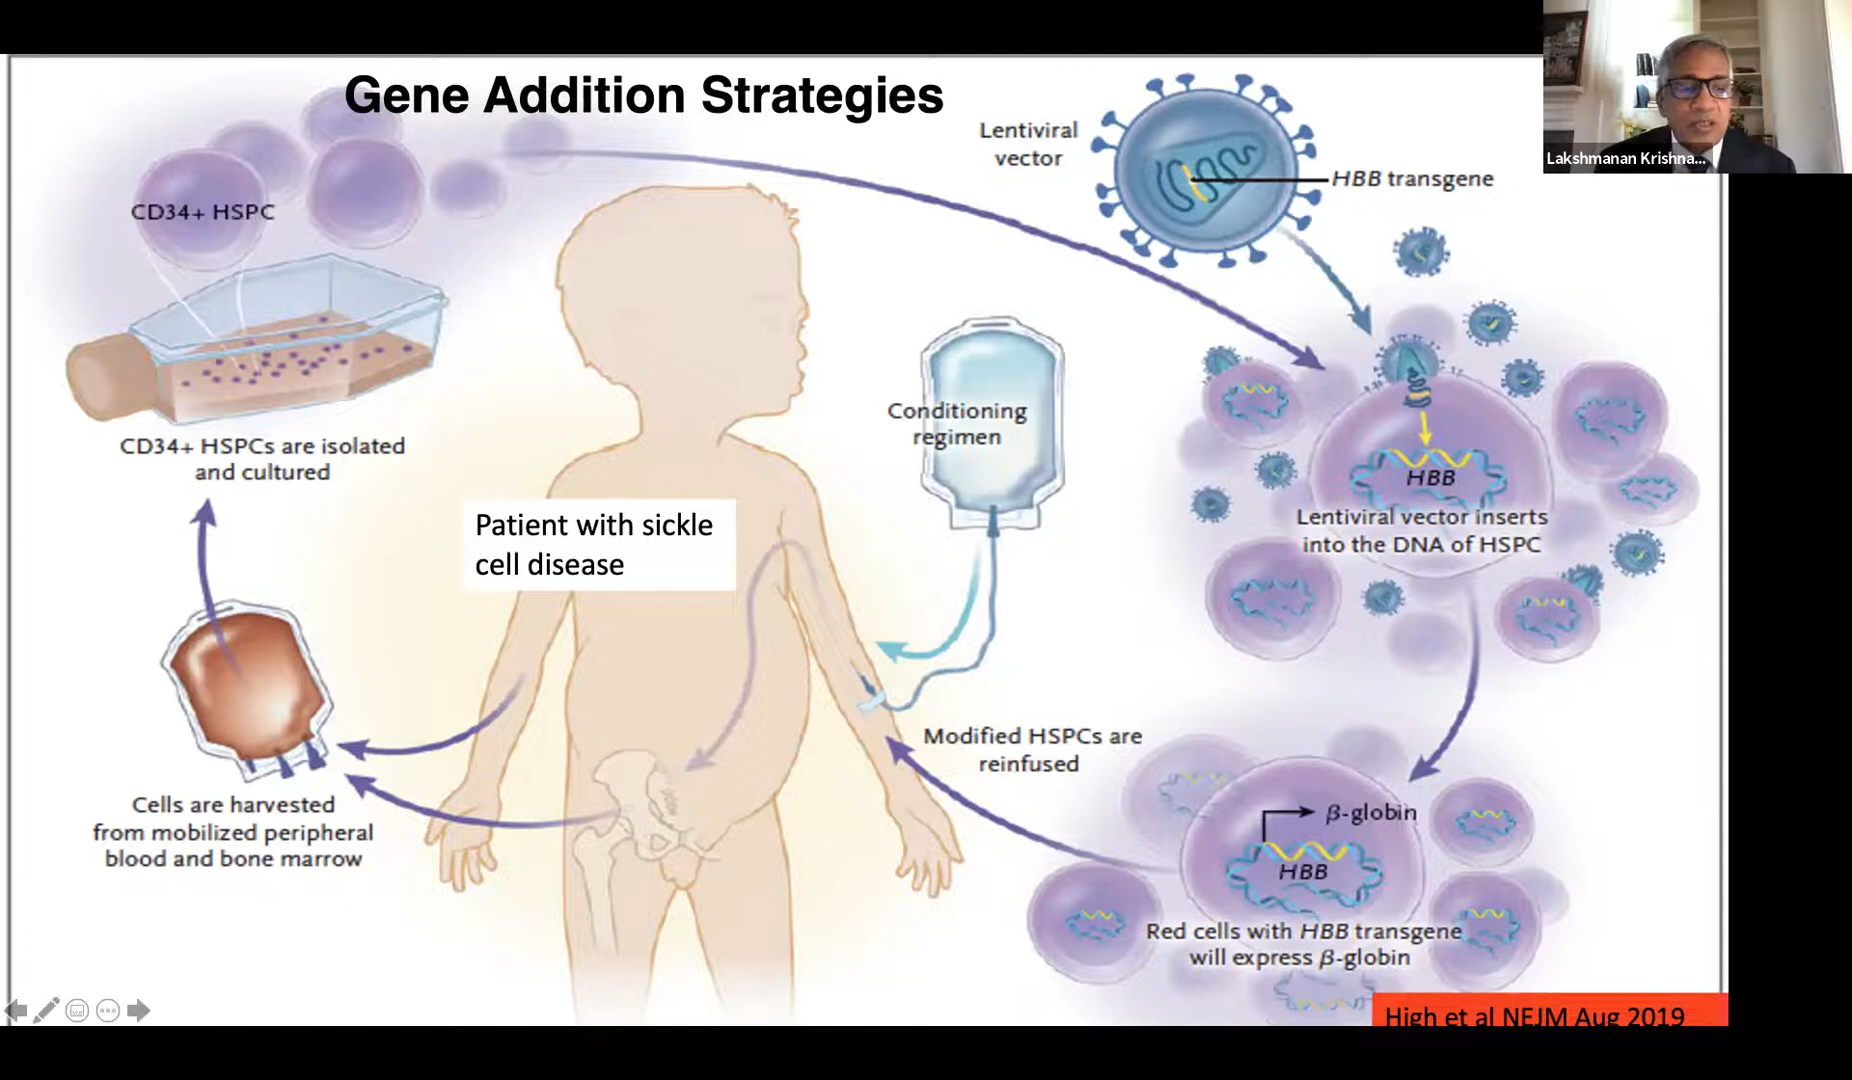 Gene Addition Strategies
Lentiviral
vector
HBB transgene
Lakshmanan Krishna...
CD34+ HSPC
CD34+ HSPCs are isolated
and cultured
Conditioning
regimen
Patient with sickle
cell disease
HBB
Lentiviral vector inserts
into the DNA of HSPC
Cells are harvested
from mobilized peripheral
blood and bone marrow
Modified HSPCs are
reinfused
β-globin
HBB
Red cells with HBB transgene
will express β-globin
High et al NEJM Aug 2019